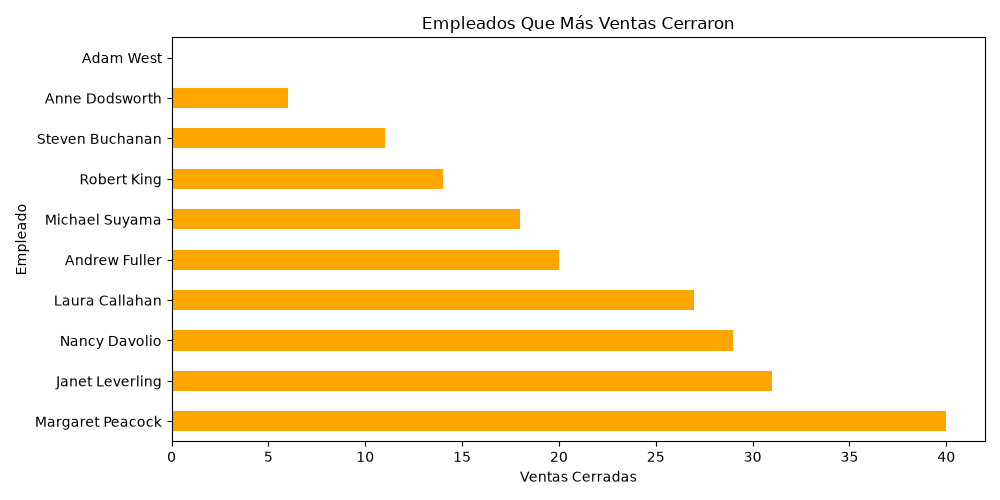 Empleados Que Más Ventas Cerraron
Empleado
Adam West
Anne Dodsworth
Steven Buchanan
Robert King
Michael Suyama
Andrew Fuller
Laura Callahan
Nancy Davolio
Janet Leverling
Margaret Peacock
0 5 10 15 20 25 30 35 40
Ventas Cerradas